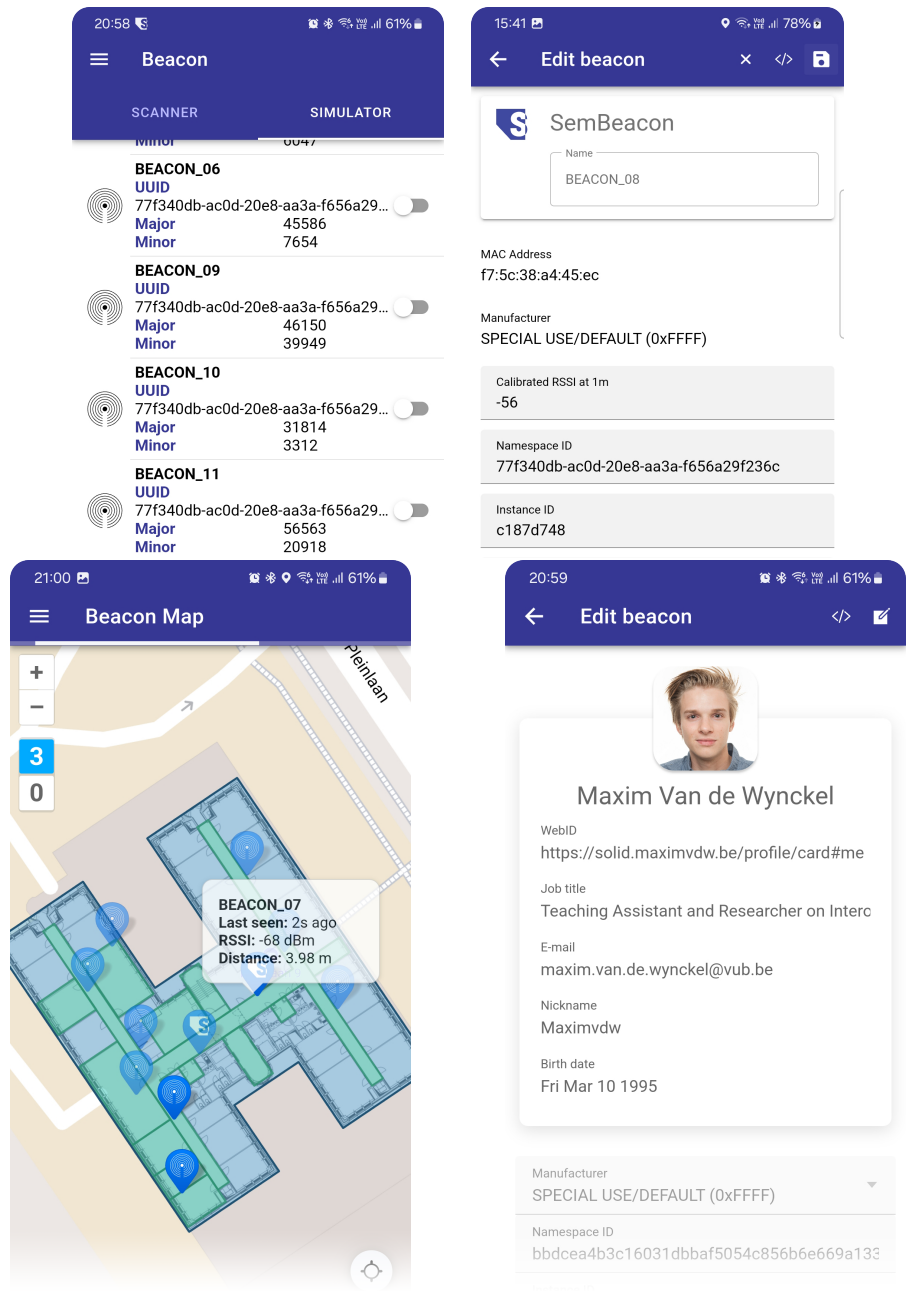 20:58
61%
Beacon
SCANNER
SIMULATOR
Minor 6047
BEACON_06
UUID
77f340db-ac0d-20e8-aa3a-f656a29...
Major 45586
Minor 7654
BEACON_09
UUID
77f340db-ac0d-20e8-aa3a-f656a29...
Major 46150
Minor 39949
BEACON_10
UUID
77f340db-ac0d-20e8-aa3a-f656a29...
Major 31814
Minor 3312
BEACON_11
UUID
77f340db-ac0d-20e8-aa3a-f656a29...
Major 56563
Minor 20918
15:41
78%
Edit beacon
SemBeacon
Name
BEACON_08
MAC Address
f7:5c:38:a4:45:ec
Manufacturer
SPECIAL USE/DEFAULT (0xFFFF)
Calibrated RSSI at 1m
-56
Namespace ID
77f340db-ac0d-20e8-aa3a-f656a29f236c
Instance ID
c187d748
21:00
61%
Beacon Map
+
−
3
0
Pleinlaan
BEACON_07
Last seen: 2s ago
RSSI: -68 dBm
Distance: 3.98 m
20:59
61%
Edit beacon
Maxim Van de Wynckel
WebID
https://solid.maximvdw.be/profile/card#me
Job title
Teaching Assistant and Researcher on Interc
E-mail
maxim.van.de.wynckel@vub.be
Nickname
Maximvdw
Birth date
Fri Mar 10 1995
Manufacturer
SPECIAL USE/DEFAULT (0xFFFF)
Namespace ID
bbdcea4b3c16031dbbaf5054c856b6e669a133